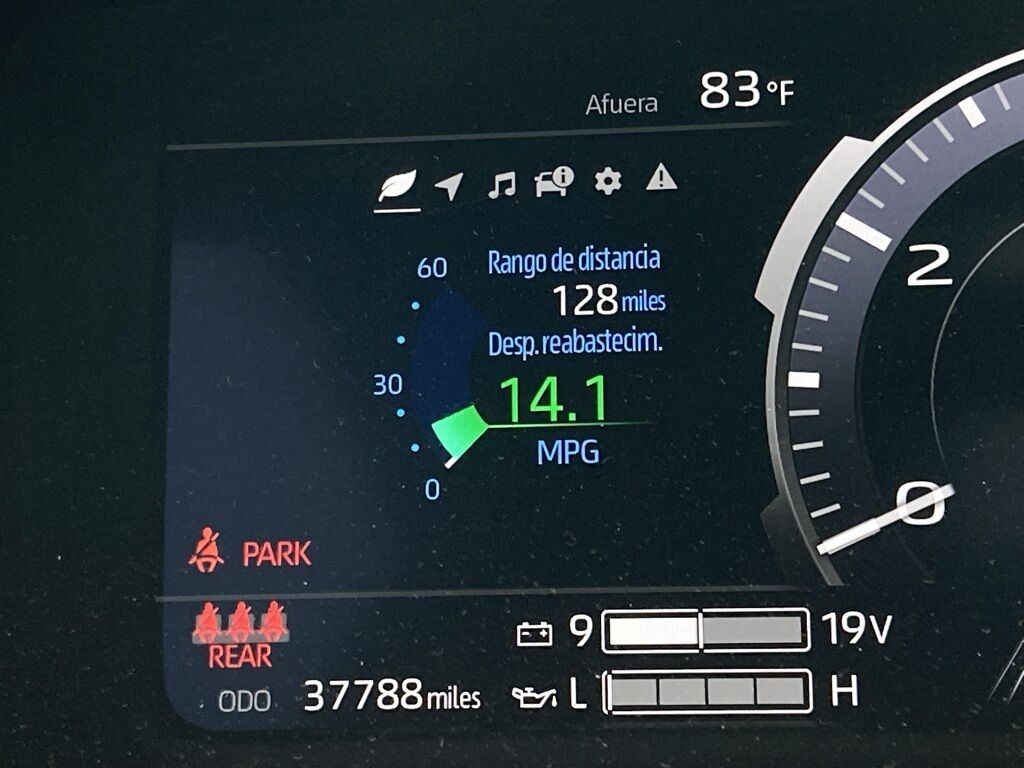 Afuera 83°F
60
Rango de distancia
128 miles
Desp. reabastecim.
30
14.1
MPG
0
2
0
PARK
REAR
9 19V
ODO 37788 miles
L H